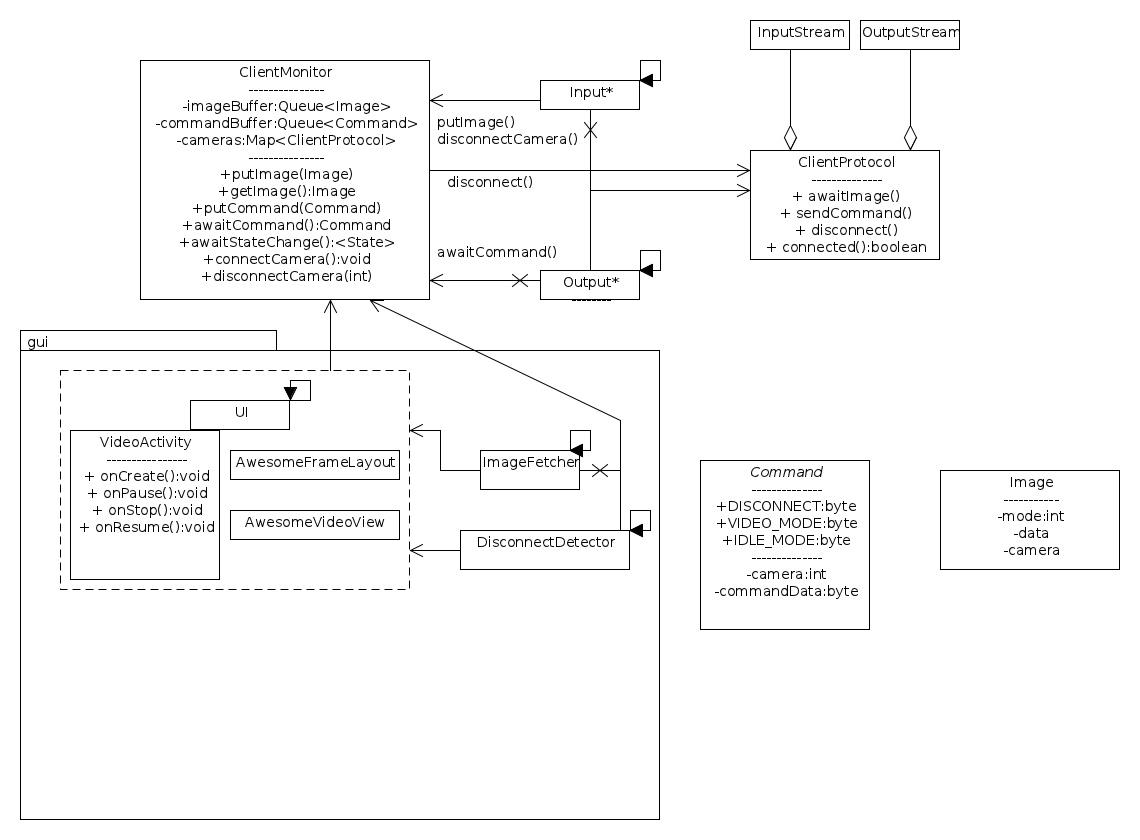 InputStream
OutputStream
ClientMonitor
---------------
-imageBuffer:Queue<Image>
-commandBuffer:Queue<Command>
-cameras:Map<ClientProtocol>
---------------
+putImage(Image)
+getImage():Image
+putCommand(Command)
+awaitCommand():Command
+awaitStateChange():<State>
+connectCamera():void
+disconnectCamera(int)
Input*
putImage()
disconnectCamera()
disconnect()
awaitCommand()
Output*
--------
ClientProtocol
--------------
+ awaitImage()
+ sendCommand()
+ disconnect()
+ connected():boolean
gui
UI
VideoActivity
----------------
+ onCreate():void
+ onPause():void
+ onStop():void
+ onResume():void
AwesomeFrameLayout
AwesomeVideoView
ImageFetcher
DisconnectDetector
Command
--------------
+DISCONNECT:byte
+VIDEO_MODE:byte
+IDLE_MODE:byte
--------------
-camera:int
-commandData:byte
Image
-----------
-mode:int
-data
-camera